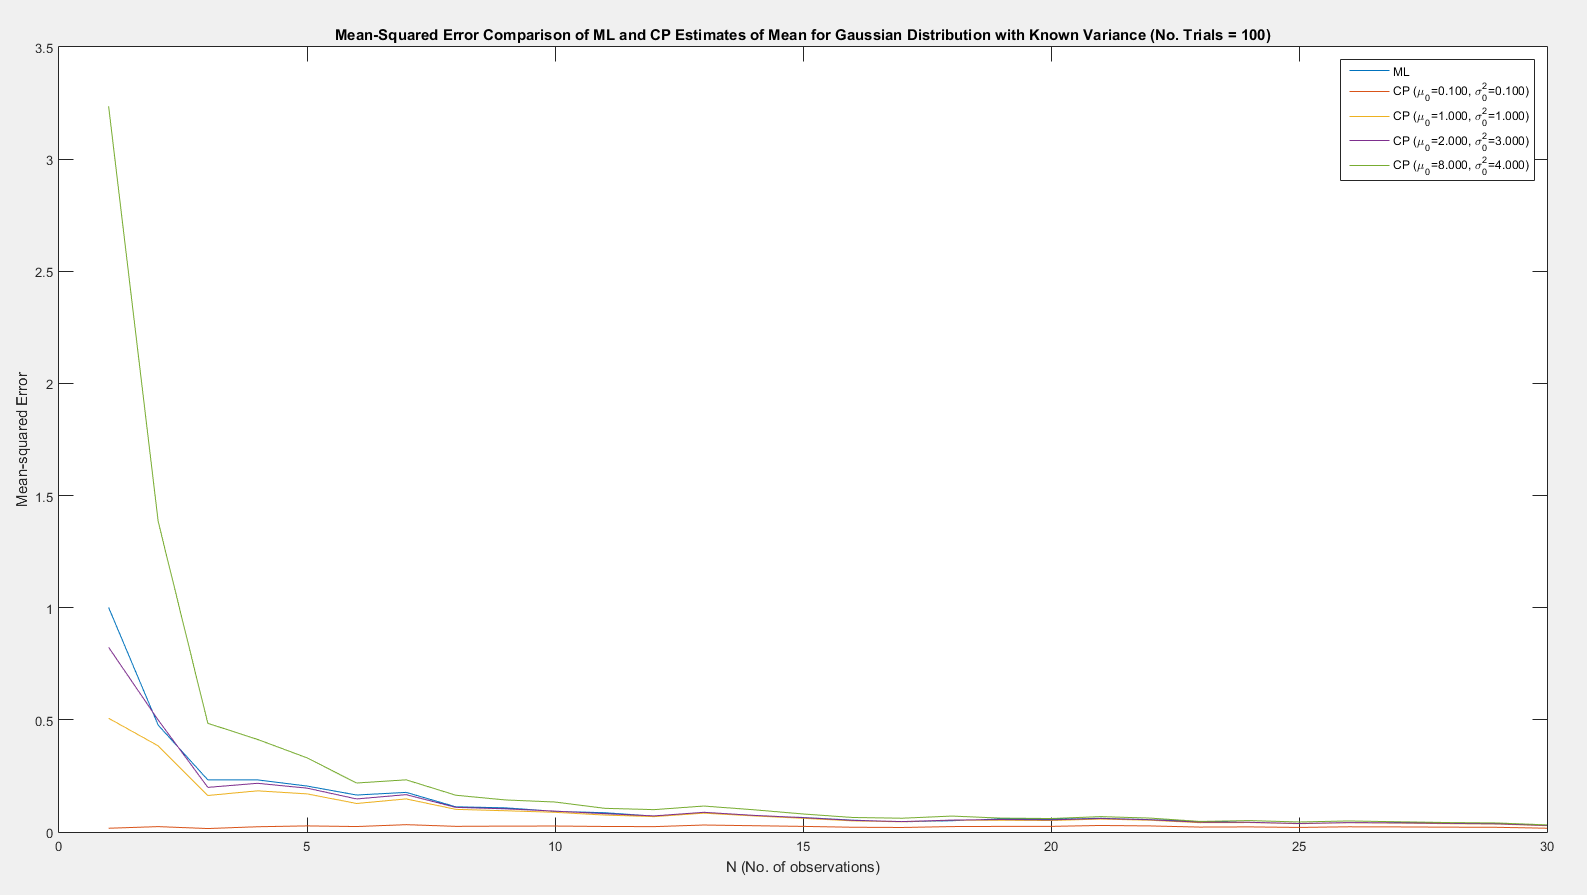 Mean-Squared Error Comparison of ML and CP Estimates of Mean for Gaussian Distribution with Known Variance (No. Trials = 100)
3.5
3
2.5
2
1.5
1
0.5
0
Mean-squared Error
ML
CP (μ0=0.100, σ²0=0.100)
CP (μ0=1.000, σ²0=1.000)
CP (μ0=2.000, σ²0=3.000)
CP (μ0=8.000, σ²0=4.000)
0 5 10 15 20 25 30
N (No. of observations)